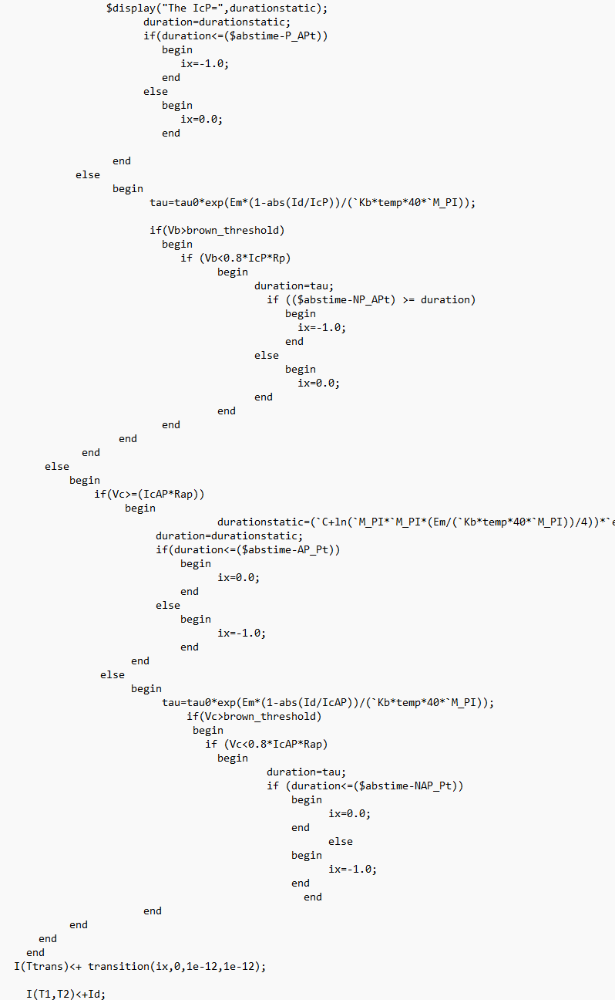 $display("The IcP=",durationstatic);
duration=durationstatic;
if(duration<=($abstime-P_APt))
begin
ix=-1.0;
end
else
begin
ix=0.0;
end
end
else
begin
tau=tau0*exp(Em*(1-abs(Id/IcP))/(`Kb*temp*40*`M_PI));
if(Vb>brown_threshold)
begin
if (Vb<0.8*IcP*Rp)
begin
duration=tau;
if (($abstime-NP_APt) >= duration)
begin
ix=-1.0;
end
else
begin
ix=0.0;
end
end
end
end
end
else
begin
if(Vc>=(IcAP*Rap))
begin
durationstatic=(`C+ln(`M_PI*`M_PI*(Em/(`Kb*temp*40*`M_PI))/4))*`e
duration=durationstatic;
if(duration<=($abstime-AP_Pt))
begin
ix=0.0;
end
else
begin
ix=-1.0;
end
end
else
begin
tau=tau0*exp(Em*(1-abs(Id/IcAP))/(`Kb*temp*40*`M_PI));
if(Vc>brown_threshold)
begin
if (Vc<0.8*IcAP*Rap)
begin
duration=tau;
if (duration<=($abstime-NAP_Pt))
begin
ix=0.0;
end
else
begin
ix=-1.0;
end
end
end
end
end
end
I(Ttrans)<+ transition(ix,0,1e-12,1e-12);
I(T1,T2)<+Id;